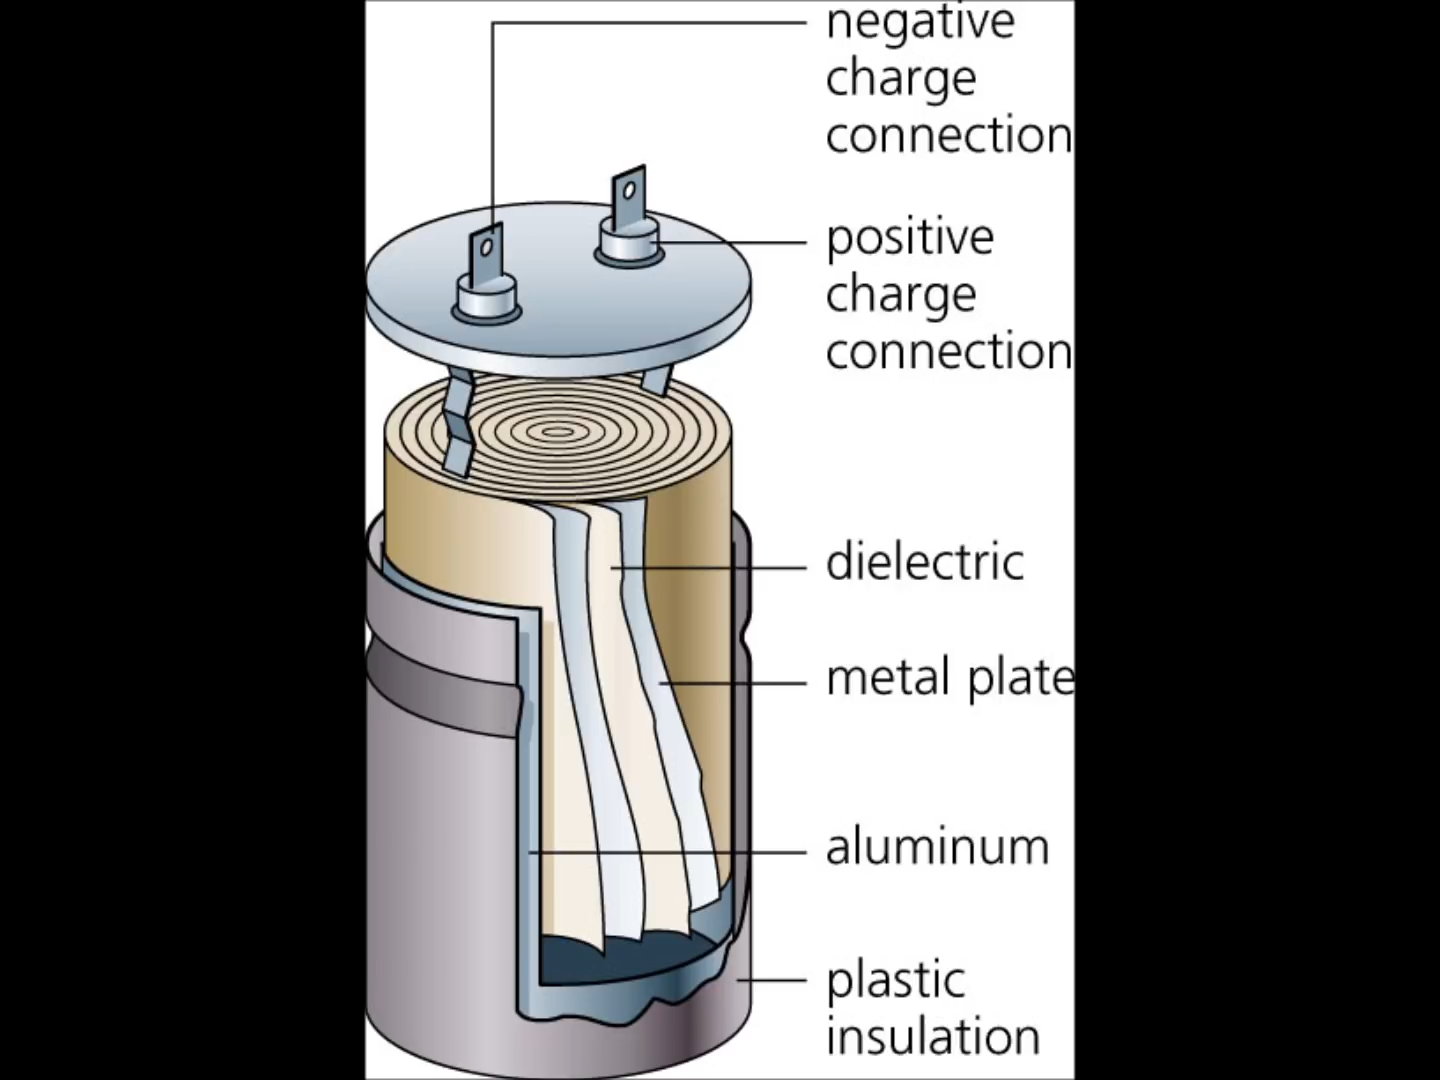 negative
charge
connection
positive
charge
connection
dielectric
metal plate
aluminum
plastic
insulation